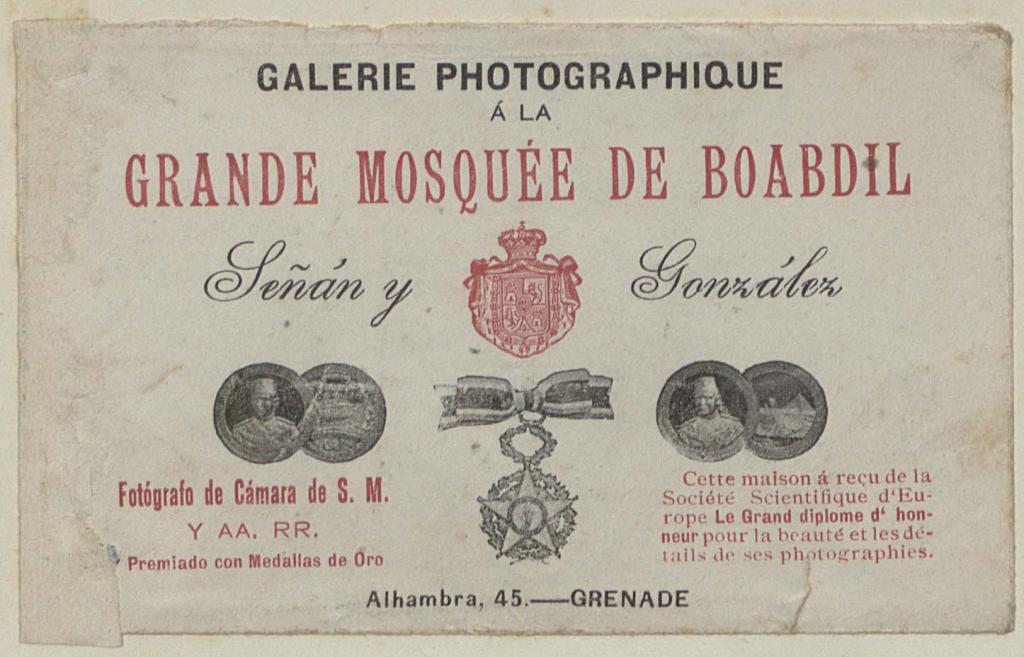 GALERIE PHOTOGRAPHIQUE
Á LA
GRANDE MOSQUÉE DE BOABDIL
Señán y González
Fotógrafo de Cámara de S. M.
Y AA. RR.
Premiado con Medallas de Oro
Cette maison á reçu de la
Société Scientifique d'Eu-
rope Le Grand diplome d' hon-
neur pour la beauté et les dé-
tails de ses photographies.
Alhambra, 45.—GRENADE